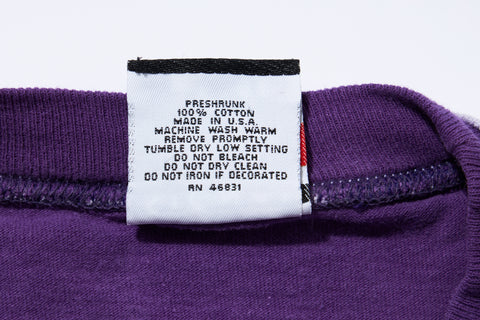 PRESHRUNK
100% COTTON
MADE IN U.S.A.
MACHINE WASH WARM
REMOVE PROMPTLY
TUMBLE DRY LOW SETTING
DO NOT BLEACH
DO NOT DRY CLEAN
DO NOT IRON IF DECORATED
RN 46831